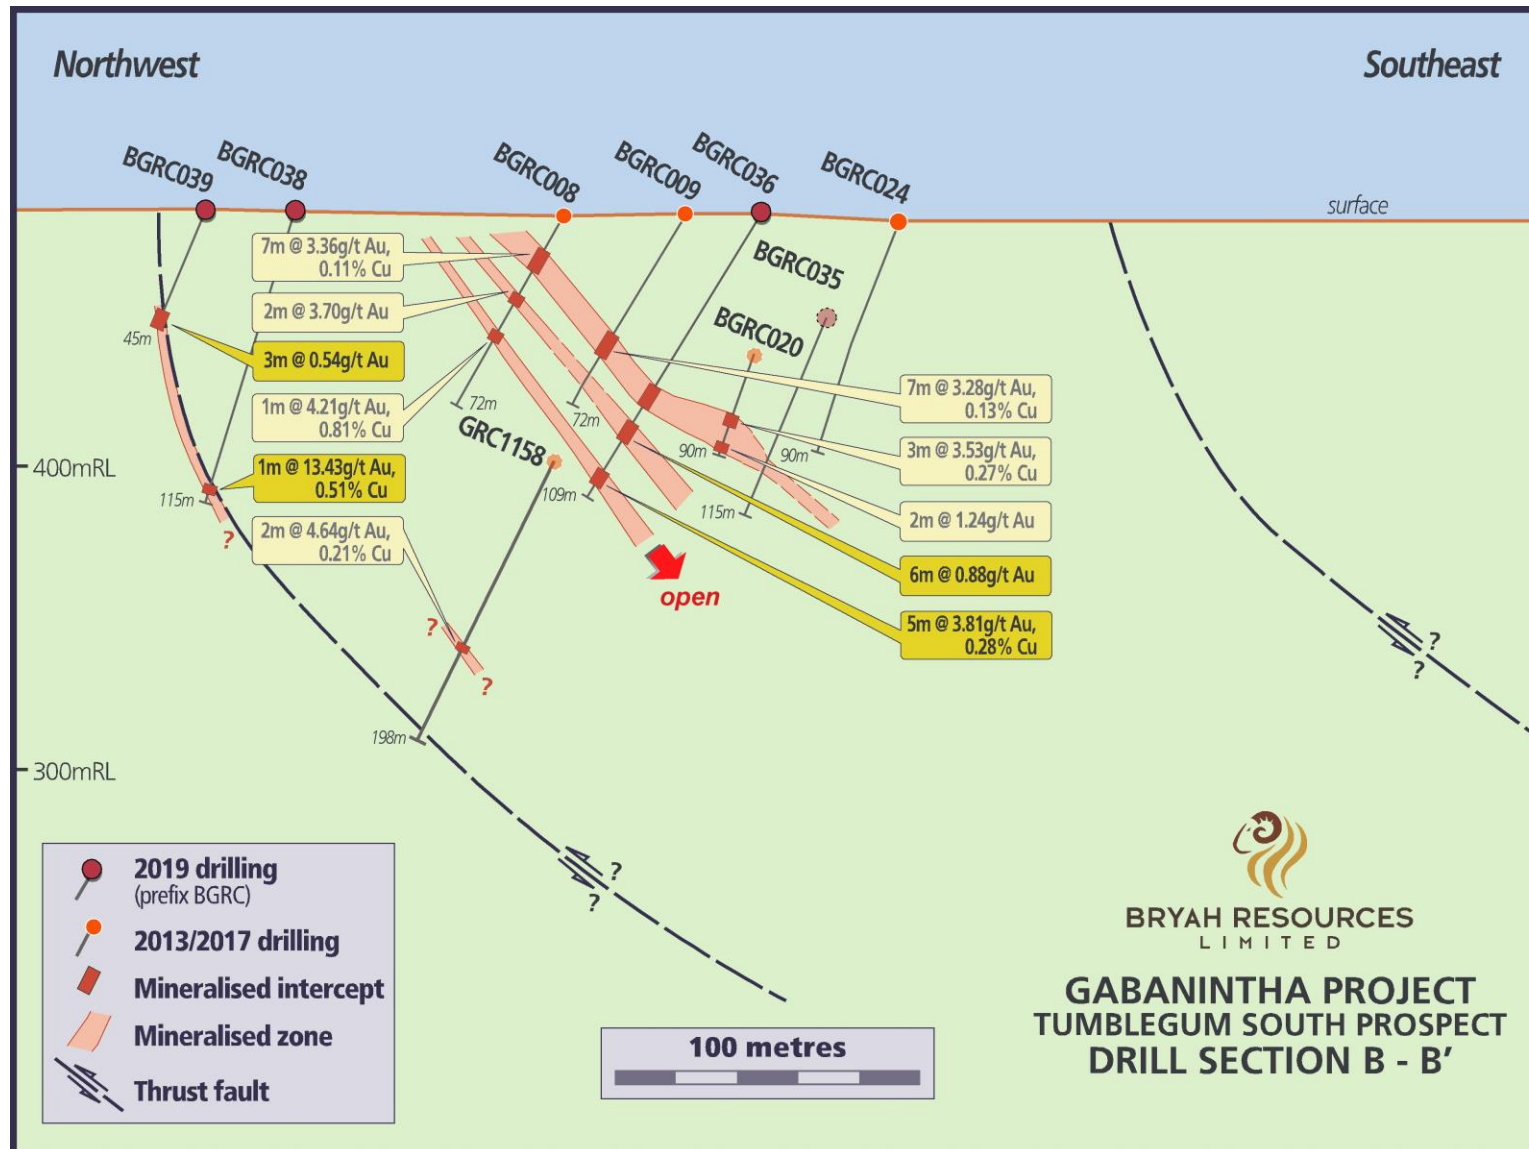 Northwest
Southeast
BGRC039
BGRC038
BGRC008
BGRC009
BGRC036
BGRC024
surface
BGRC035
BGRC020
GRC1158
7m @ 3.36g/t Au,
0.11% Cu
2m @ 3.70g/t Au
3m @ 0.54g/t Au
1m @ 4.21g/t Au,
0.81% Cu
1m @ 13.43g/t Au,
0.51% Cu
2m @ 4.64g/t Au,
0.21% Cu
7m @ 3.28g/t Au,
0.13% Cu
3m @ 3.53g/t Au,
0.27% Cu
2m @ 1.24g/t Au
6m @ 0.88g/t Au
5m @ 3.81g/t Au,
0.28% Cu
45m
115m
72m
72m
109m
90m
90m
115m
198m
?
?
?
open
?
?
?
?
400mRL
300mRL
2019 drilling
(prefix BGRC)
2013/2017 drilling
Mineralised intercept
Mineralised zone
Thrust fault
100 metres
BRYAH RESOURCES
LIMITED
GABANINTHA PROJECT
TUMBLEGUM SOUTH PROSPECT
DRILL SECTION B - B'